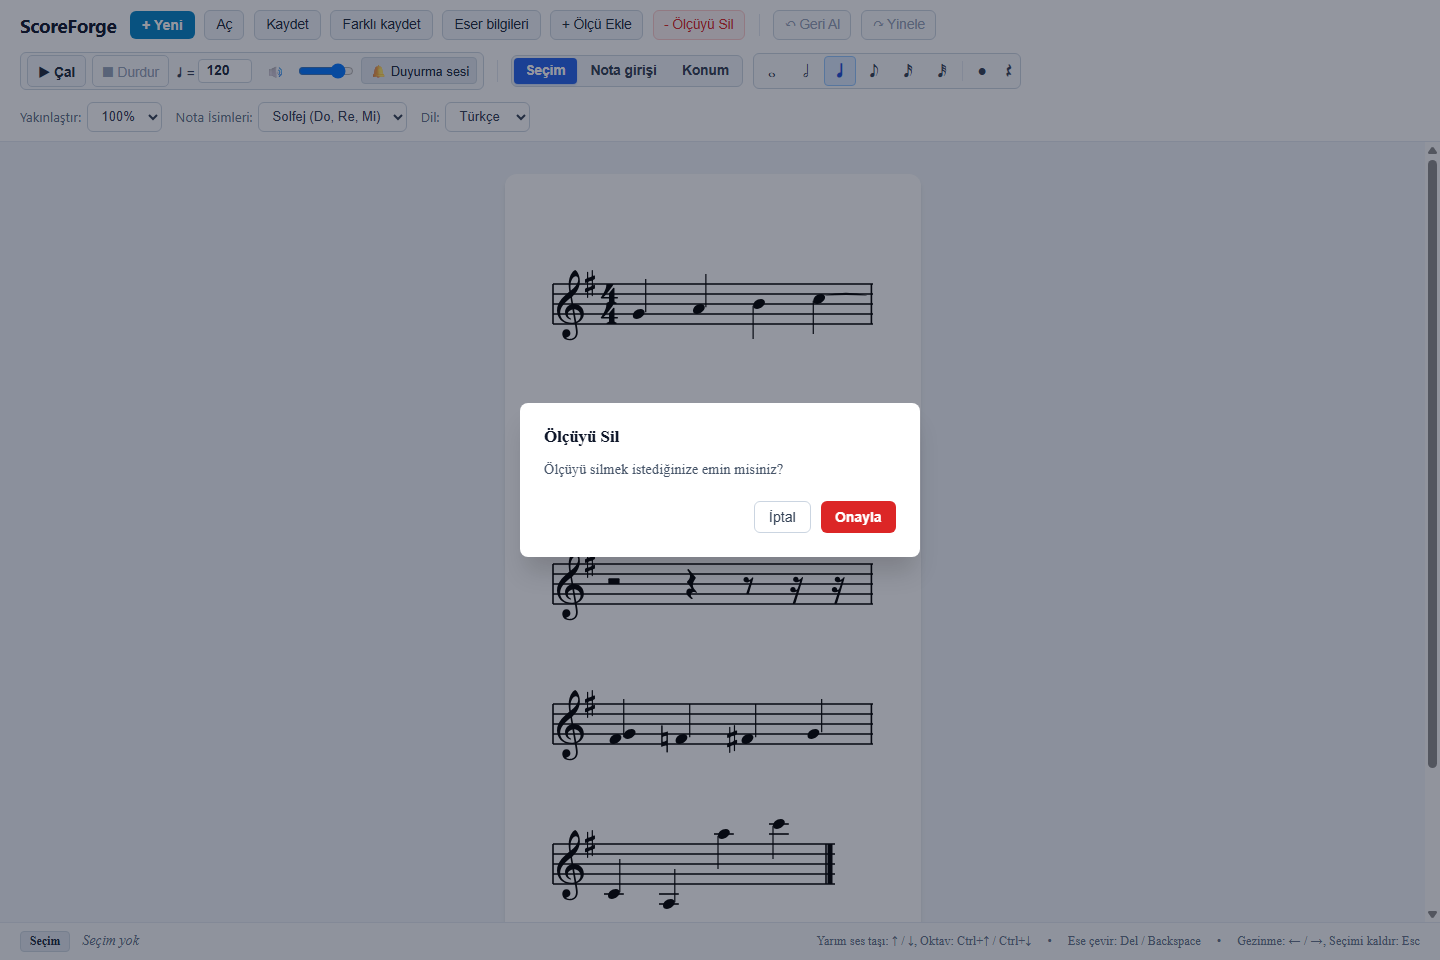 ScoreForge + Yeni Aç Kaydet Farklı kaydet Eser bilgileri + Ölçü Ekle - Ölçüyü Sil ↶ Geri Al ↷ Yinele
▶ Çal ■ Durdur ♩ = 120 🔊 🔔 Duyurma sesi Seçim Nota girişi Konum
Yakınlaştır: 100% Nota İsimleri: Solfej (Do, Re, Mi) Dil: Türkçe
Ölçüyü Sil
Ölçüyü silmek istediğinize emin misiniz?
İptal Onayla
Seçim Seçim yok Yarım ses taşı: ↑ / ↓, Oktav: Ctrl+↑ / Ctrl+↓ • Ese çevir: Del / Backspace • Gezinme: ← / →, Seçimi kaldır: Esc